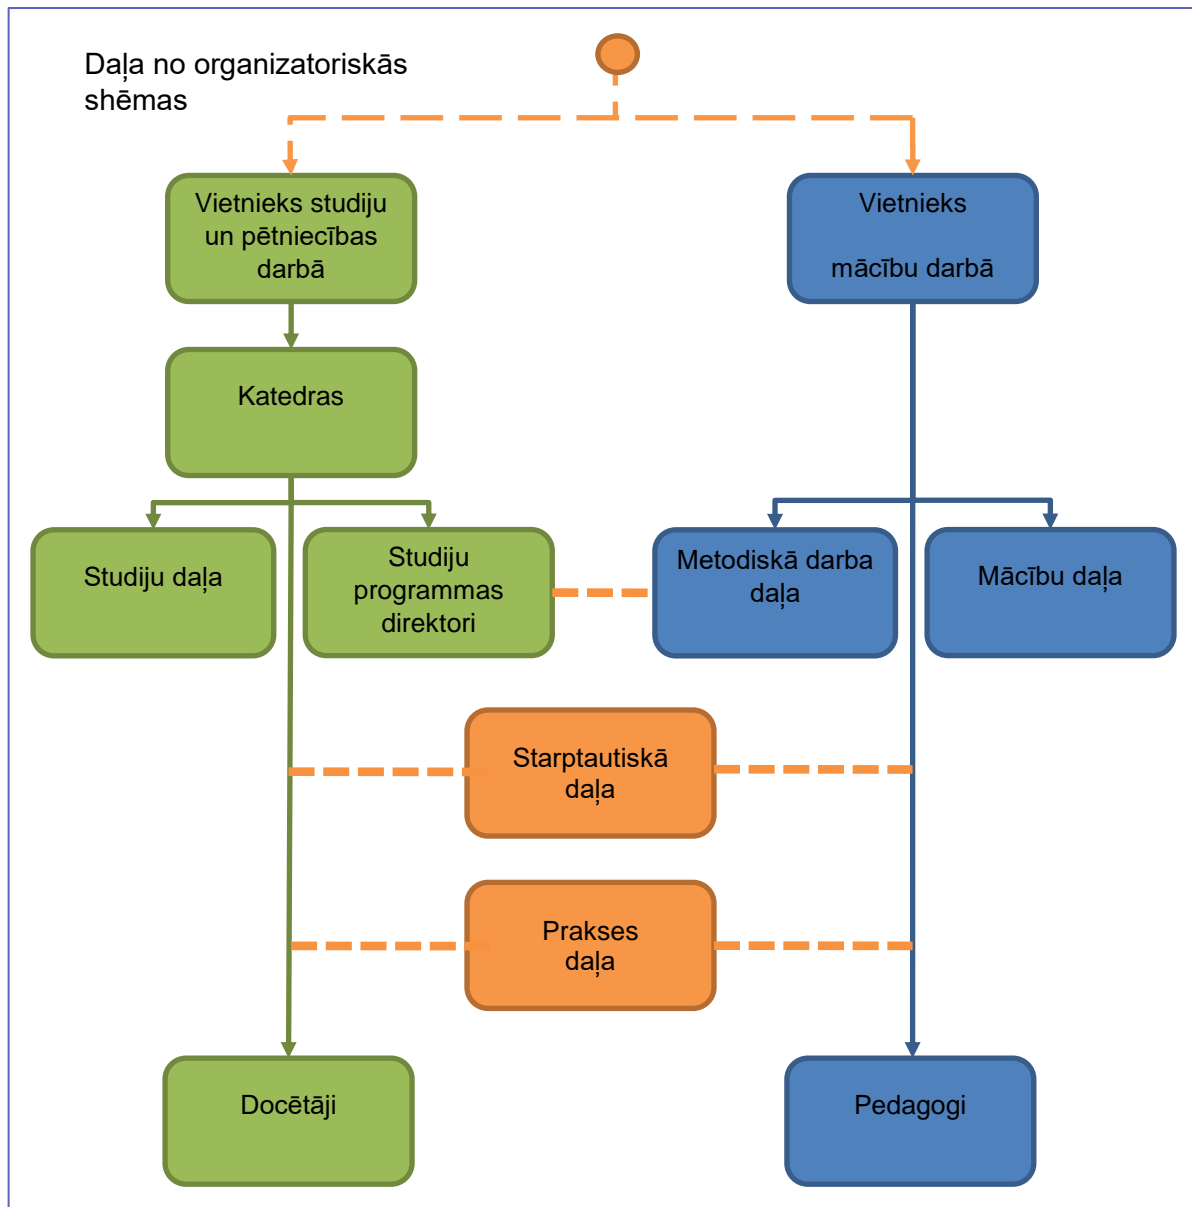 Daļa no organizatoriskās
shēmas
Vietnieks studiju
un pētniecības
darbā
Vietnieks
mācību darbā
Katedras
Studiju daļa
Studiju
programmas
direktori
Metodiskā darba
daļa
Mācību daļa
Starptautiskā
daļa
Prakses
daļa
Docētāji
Pedagogi